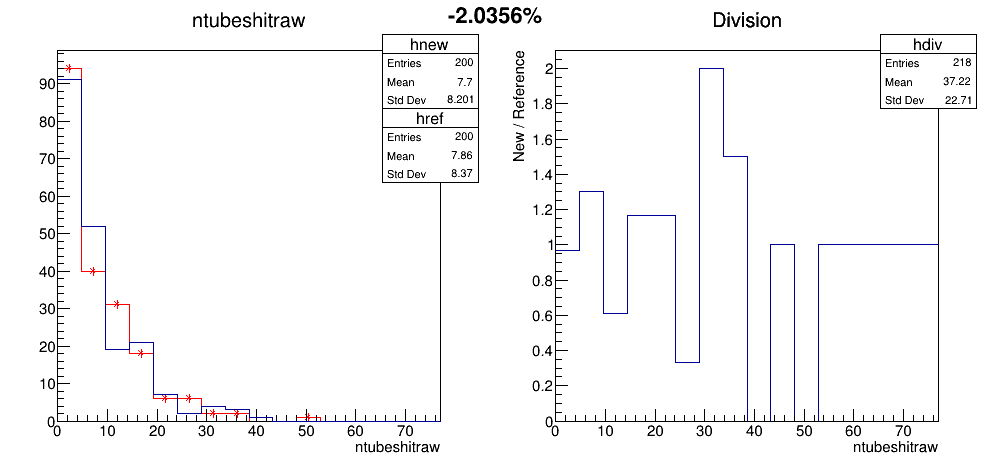 -2.0356%
ntubeshitraw
hnew
Entries 200
Mean 7.7
Std Dev 8.201
href
Entries 200
Mean 7.86
Std Dev 8.37
90
80
70
60
50
40
30
20
10
0
0 10 20 30 40 50 60 70
ntubeshitraw
Division
hdiv
Entries 218
Mean 37.22
Std Dev 22.71
New / Reference
2
1.8
1.6
1.4
1.2
1
0.8
0.6
0.4
0.2
0
0 10 20 30 40 50 60 70
ntubeshitraw